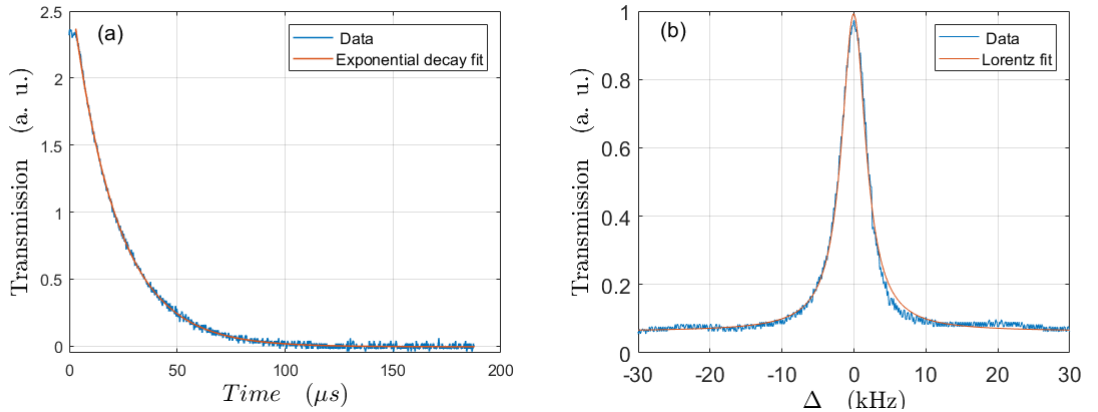 (a)
Data
Exponential decay fit
Transmission (a. u.)
2.5
2
1.5
1
0.5
0
0 50 100 150 200
Time (μs)
(b)
Data
Lorentz fit
Transmission (a. u.)
1
0.8
0.6
0.4
0.2
0
-30 -20 -10 0 10 20 30
Δ (kHz)